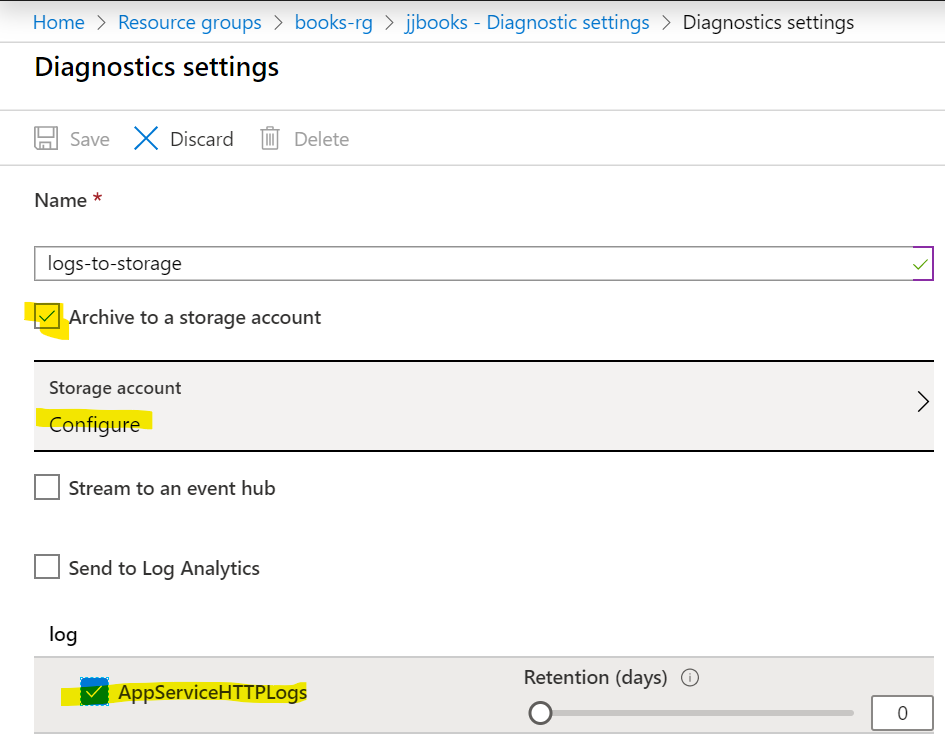 Home > Resource groups > books-rg > jjbooks - Diagnostic settings > Diagnostics settings
Diagnostics settings
Save Discard Delete
Name *
logs-to-storage
Archive to a storage account
Storage account
Configure
Stream to an event hub
Send to Log Analytics
log
AppServiceHTTPLogs
Retention (days)
0